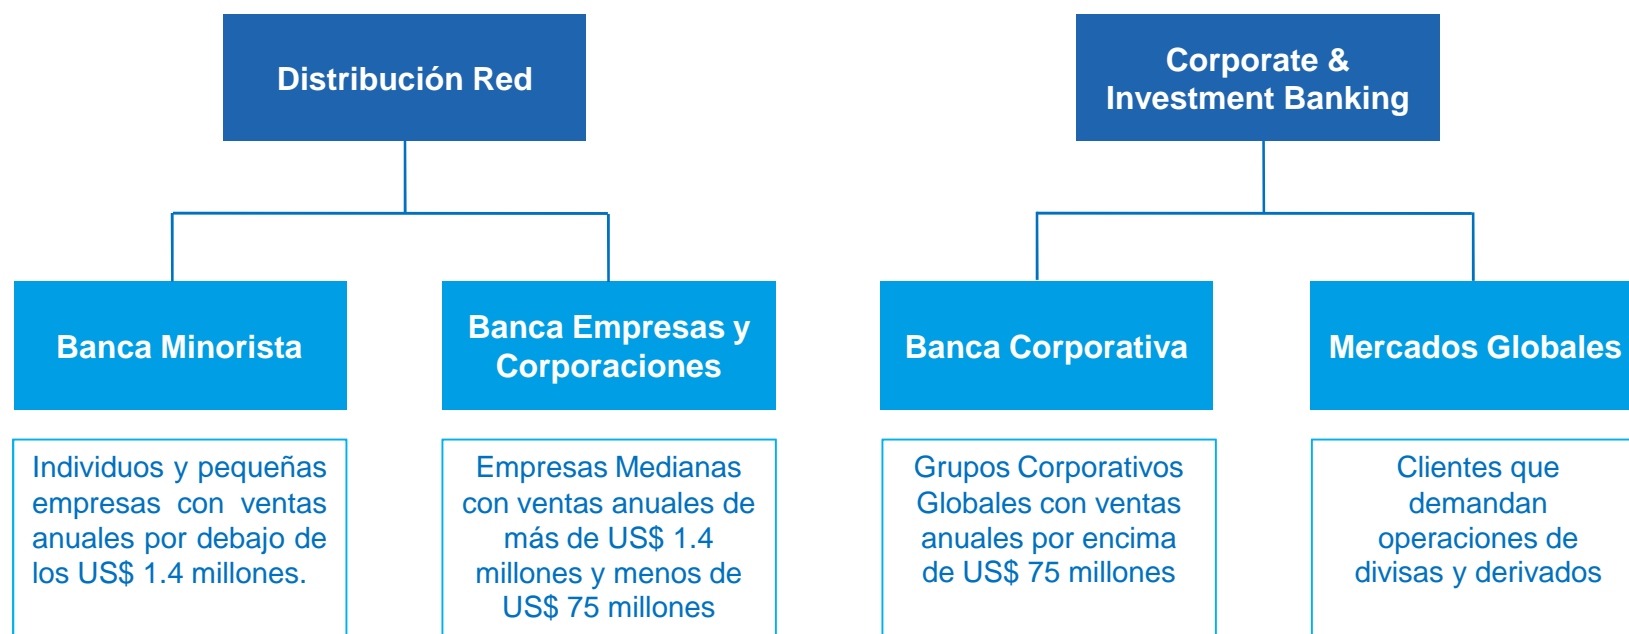 Distribución Red
Corporate &
Investment Banking
Banca Minorista
Banca Empresas y
Corporaciones
Banca Corporativa
Mercados Globales
Individuos y pequeñas
empresas con ventas
anuales por debajo de
los US$ 1.4 millones.
Empresas Medianas
con ventas anuales de
más de US$ 1.4
millones y menos de
US$ 75 millones
Grupos Corporativos
Globales con ventas
anuales por encima
de US$ 75 millones
Clientes que
demandan
operaciones de
divisas y derivados